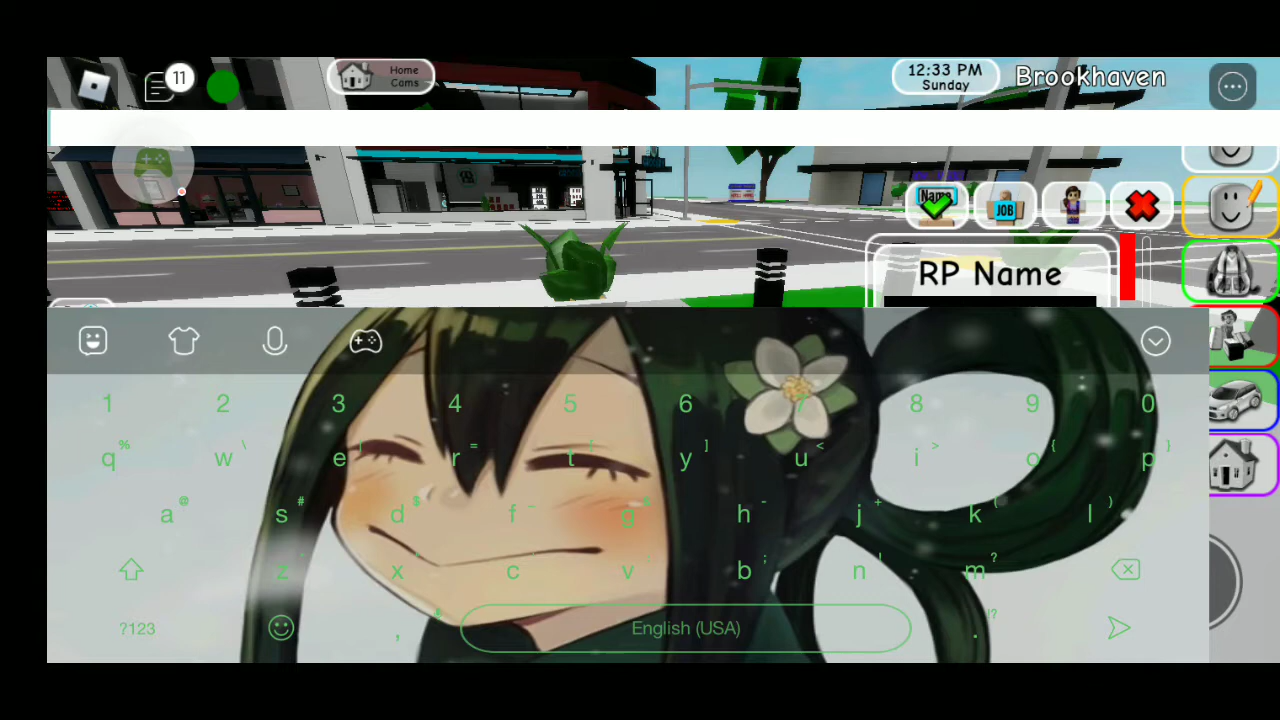 11
Home
Coms
12:33 PM
Sunday
Brookhaven
Name
JOB
RP Name
1 2 3 4 5 6 7 8 9 0
% \ | = [ ] < > { }
q w e r t y u i o p
@ # $ _ & - + ( )
a s d f g h j k l
; ! ?
z x c v b n m
?123 , English (USA) . !?